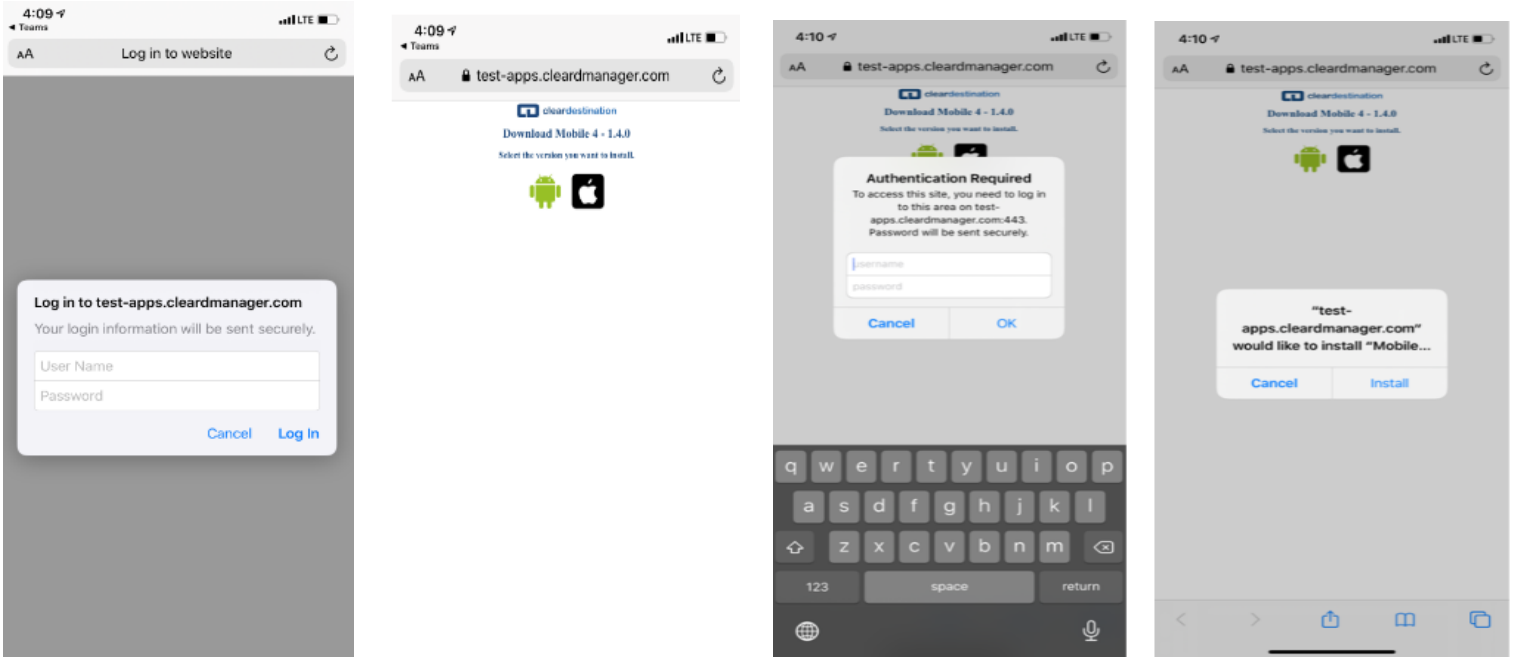 4:09
Teams
LTE
AA
Log in to website
Log in to test-apps.cleardmanager.com
Your login information will be sent securely.
User Name
Password
Cancel
Log In
4:09
Teams
LTE
AA
test-apps.cleardmanager.com
cleardestination
Download Mobile 4 - 1.4.0
Select the version you want to install.
4:10
LTE
AA
test-apps.cleardmanager.com
cleardestination
Download Mobile 4 - 1.4.0
Select the version you want to install.
Authentication Required
To access this site, you need to log in
to this area on test-
apps.cleardmanager.com:443.
Password will be sent securely.
username
password
Cancel
OK
q w e r t y u i o p
a s d f g h j k l
z x c v b n m
123 space return
4:10
LTE
AA
test-apps.cleardmanager.com
cleardestination
Download Mobile 4 - 1.4.0
Select the version you want to install.
"test-
apps.cleardmanager.com"
would like to install "Mobile...
Cancel
Install